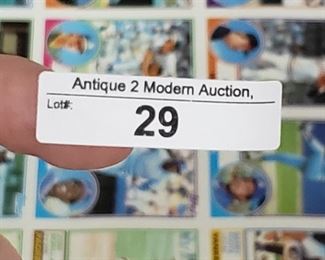 Antique 2 Modern Auction,
Lot#:
29